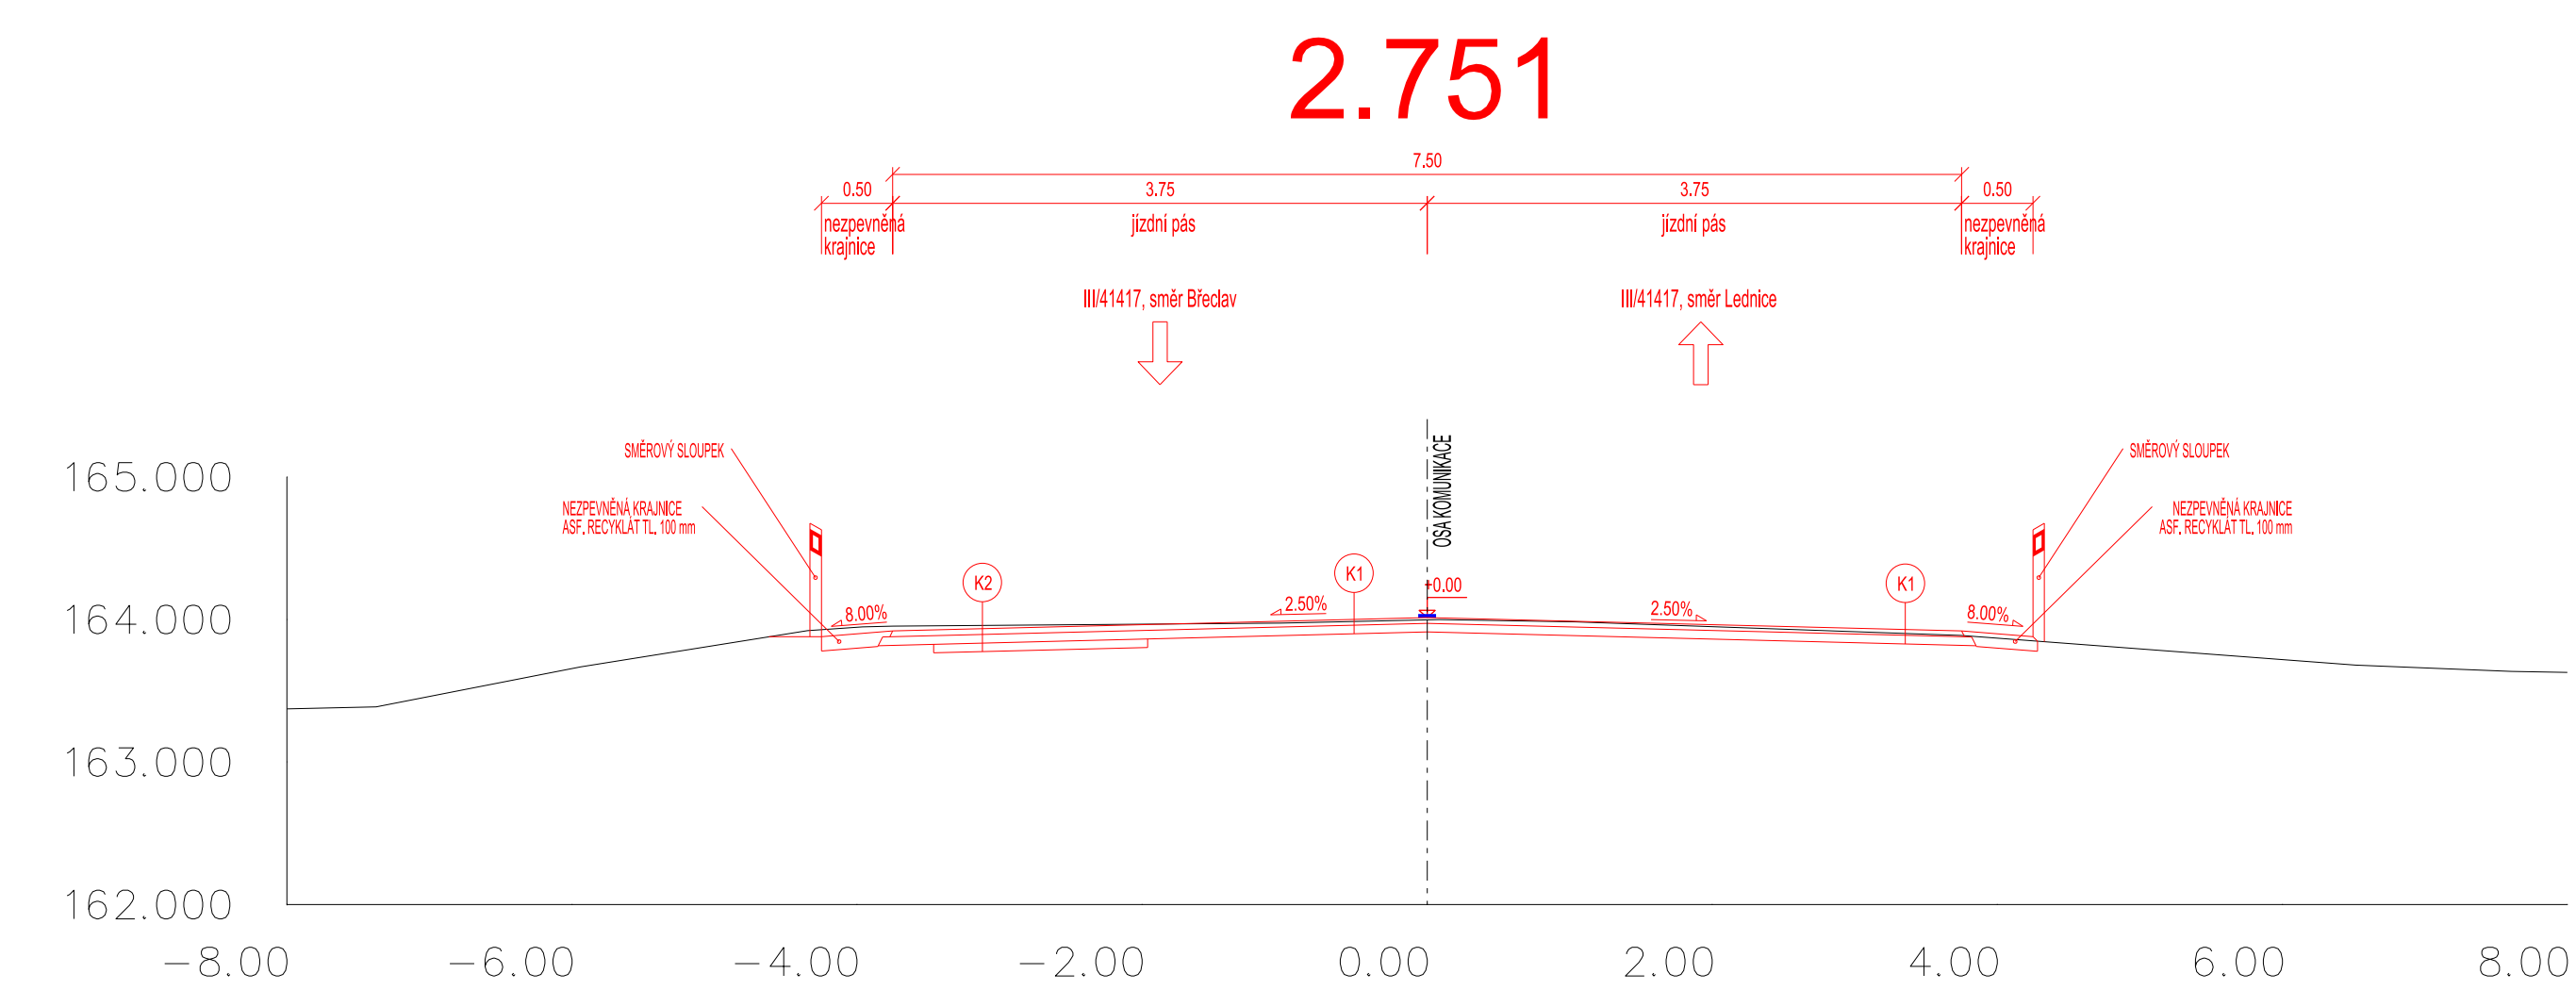 2.751
7.50
0.50
3.75
3.75
0.50
nezpevněná
krajnice
jízdní pás
jízdní pás
nezpevněná
krajnice
III/41417, směr Břeclav
III/41417, směr Lednice
OSA KOMUNIKACE
SMĚROVÝ SLOUPEK
SMĚROVÝ SLOUPEK
NEZPEVNĚNÁ KRAJNICE
ASF. RECYKLÁT TL. 100 mm
NEZPEVNĚNÁ KRAJNICE
ASF. RECYKLÁT TL. 100 mm
K2
K1
+0.00
K1
8.00%
2.50%
2.50%
8.00%
165.000
164.000
163.000
162.000
-8.00
-6.00
-4.00
-2.00
0.00
2.00
4.00
6.00
8.00